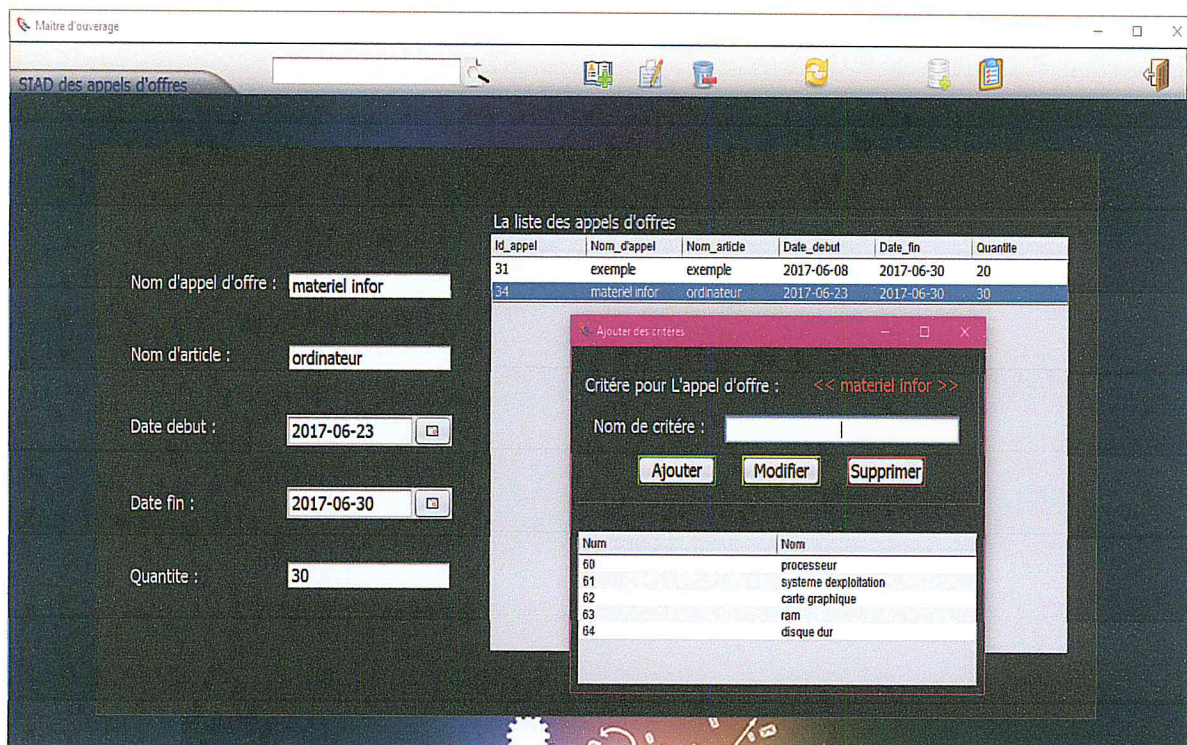 Maitre d'ouverage
SIAD des appels d'offres
La liste des appels d'offres
Id_appel Nom_d'appel Nom_article Date_debut Date_fin Quantite
31 exemple exemple 2017-06-08 2017-06-30 20
34 materiel infor ordinateur 2017-06-23 2017-06-30 30
Nom d'appel d'offre : materiel infor
Nom d'article : ordinateur
Date debut : 2017-06-23
Date fin : 2017-06-30
Quantite : 30
Ajouter des critères
Critére pour L'appel d'offre : << materiel infor >>
Nom de critére :
Ajouter Modifier Supprimer
Num Nom
60 processeur
61 systeme dexploitation
62 carte graphique
63 ram
64 disque dur